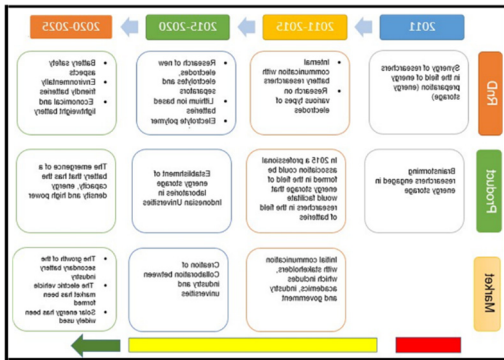 2011
2011-2015
2015-2020
2020-2025
RnD
Synergy of researchers
in the field of energy
preparation (energy
storage)
• Internal
communication with
battery researchers
• Research on
various types of
electrodes
• Research of new
electrodes,
electrolytes and
separators
• Lithium ion based
batteries
• Electolyte polymer
• Battery safety
aspects
• Environmentally
friendly batteries
• Economical and
lightweight battery
Product
Brainstorming
researchers engaged in
energy storage
In 2015 a professional
association could be
formed in the field of
energy storage that
would facilitate
researchers in the field
of batteries
Establishment of
energy storage
laboratories in
Indonesian Universities
The emergence of a
battery that has the
capacity, energy
density and high power
Market
Initial communication
with stakeholders,
which includes
academics, industry
and government
Creation of
Collaboration between
industry and
universities
• The growth of the
secondary battery
industry
• The electric vehicle
market has been
formed
• Solar energy has been
widely used